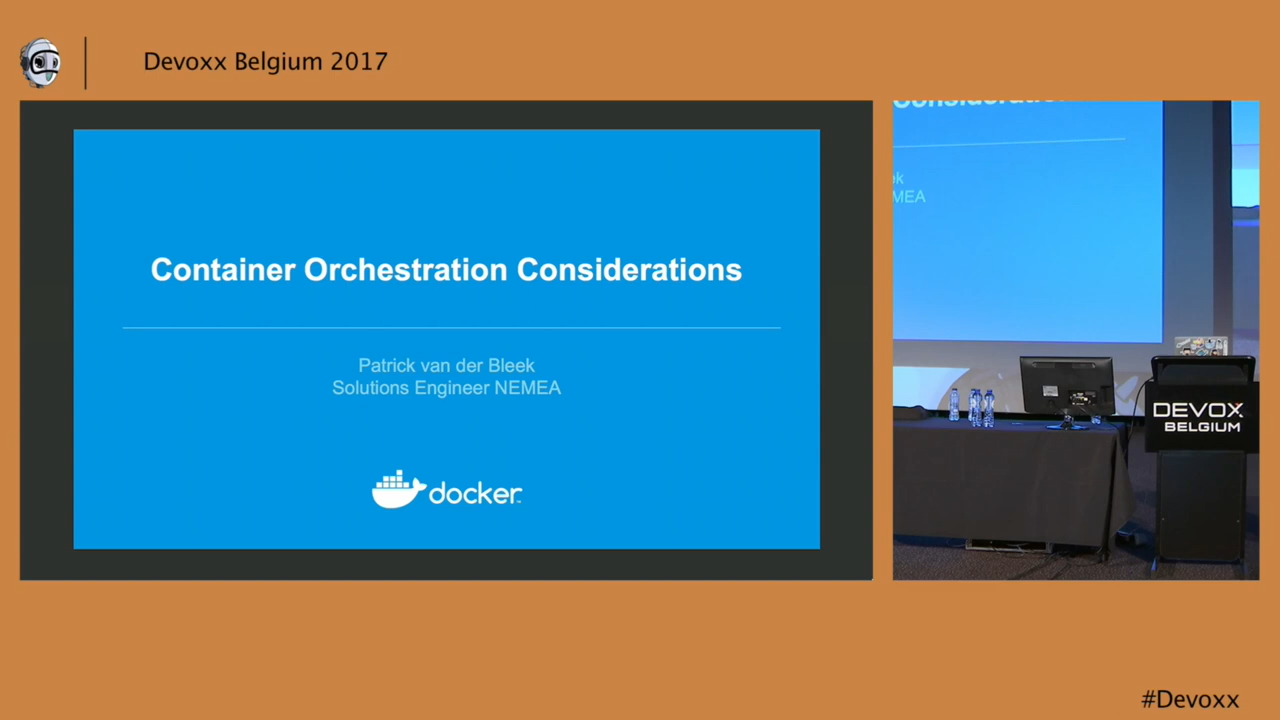 Devoxx Belgium 2017
Container Orchestration Considerations
Patrick van der Bleek
Solutions Engineer NEMEA
docker
DEVOXX
BELGIUM
#Devoxx